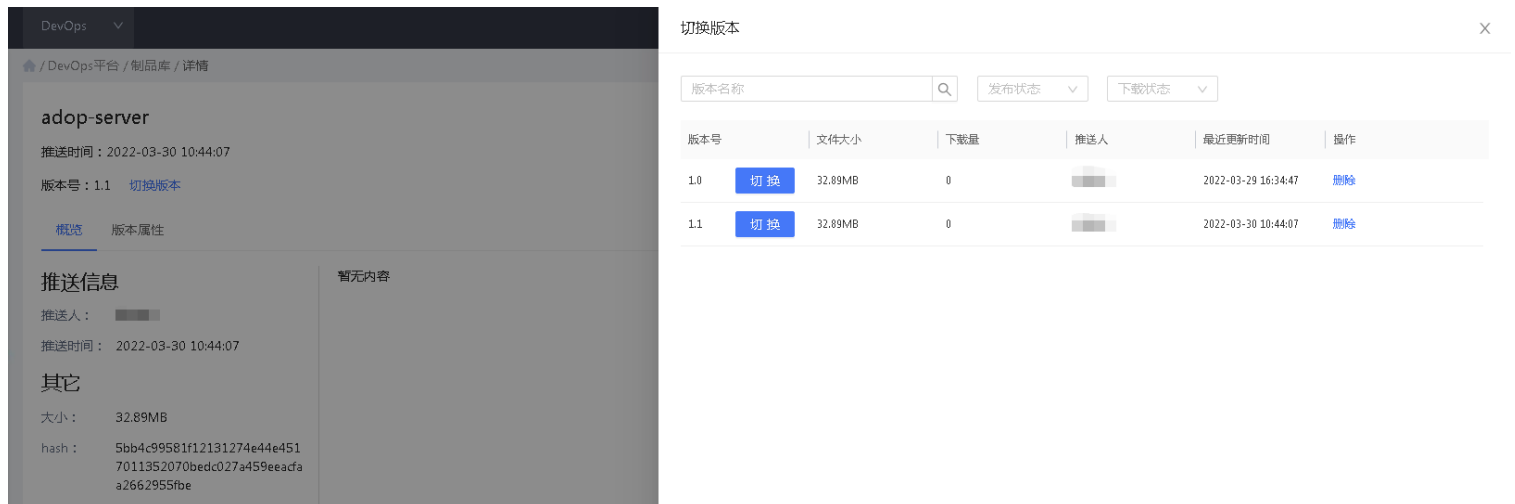 DevOps
/ DevOps平台 / 制品库 / 详情
adop-server
推送时间：2022-03-30 10:44:07
版本号：1.1 切换版本
概览 版本属性
推送信息
推送人：
推送时间： 2022-03-30 10:44:07
其它
大小： 32.89MB
hash： 5bb4c99581f12131274e44e451
7011352070bedc027a459eeacfa
a2662955fbe
暂无内容
切换版本
版本名称 发布状态 下载状态
版本号 文件大小 下载量 推送人 最近更新时间 操作
1.0 切 换 32.89MB 0 2022-03-29 16:34:47 删除
1.1 切 换 32.89MB 0 2022-03-30 10:44:07 删除